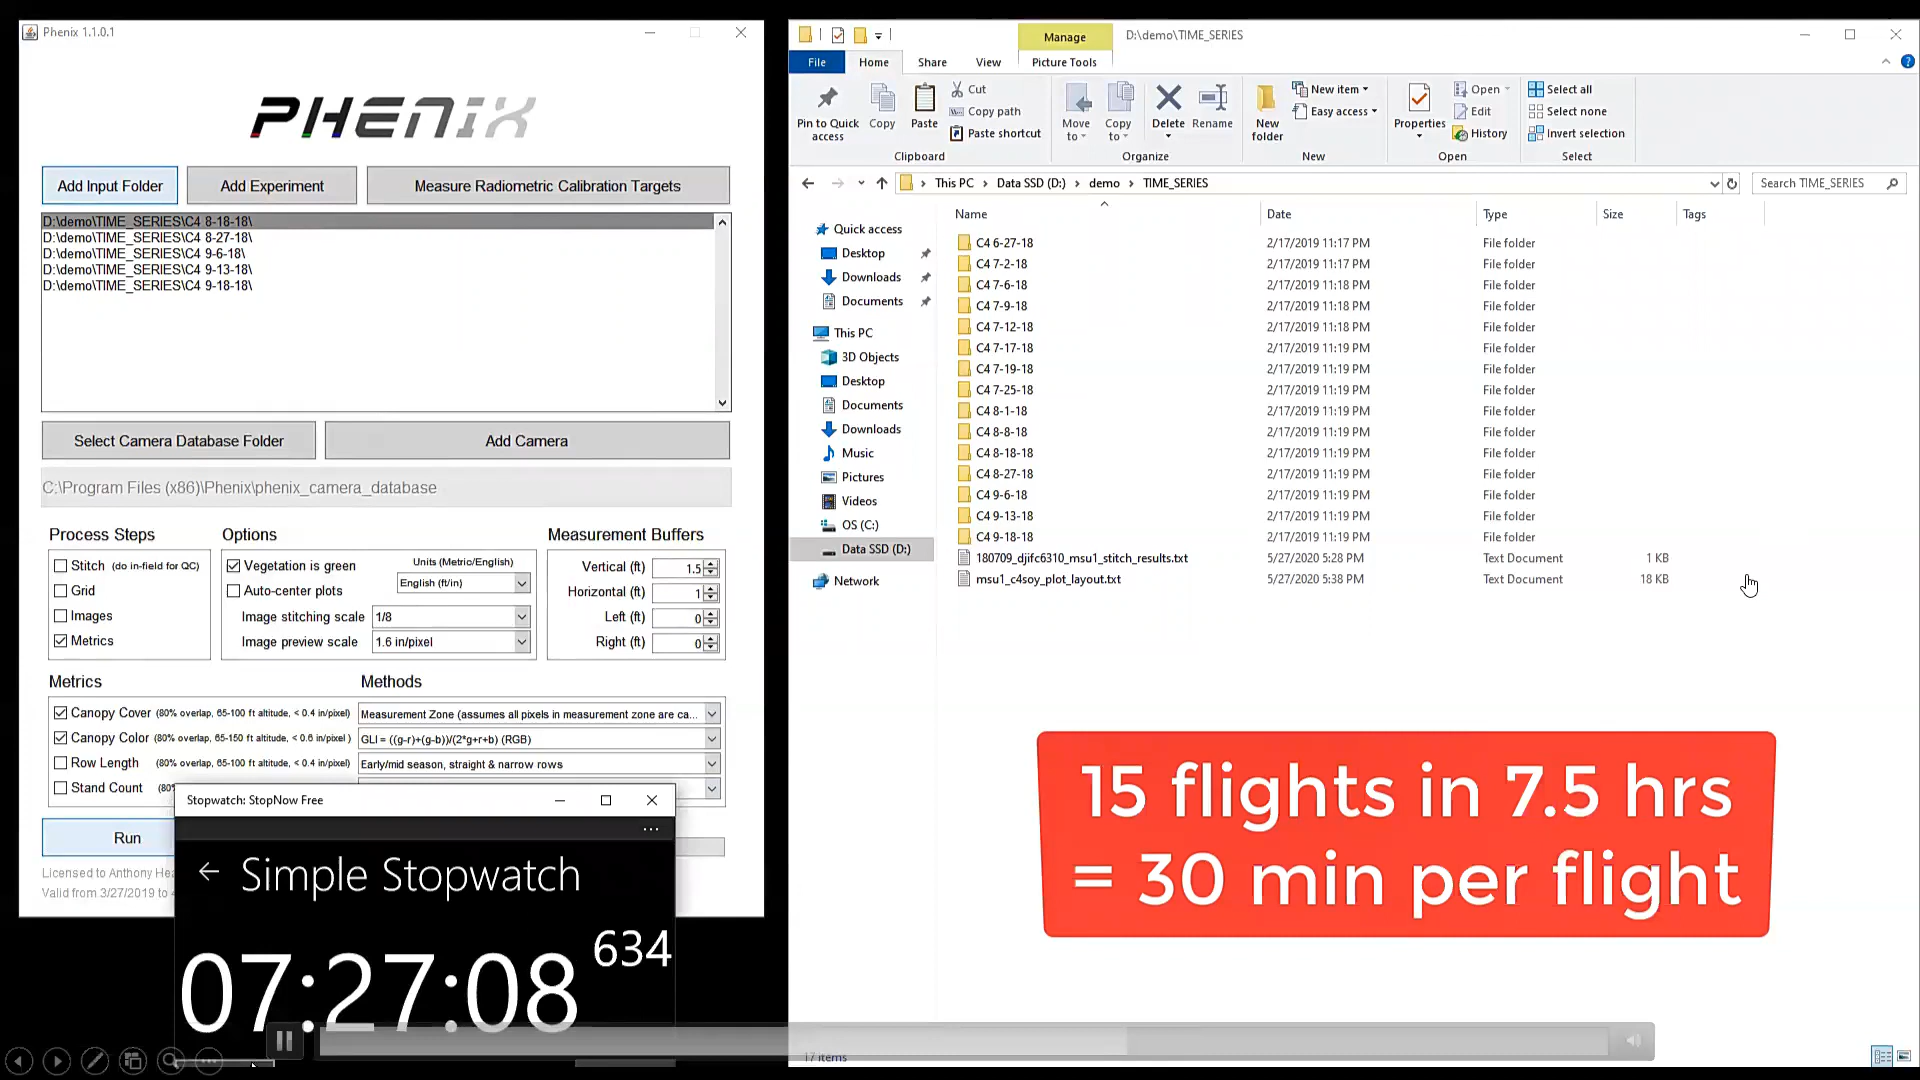 Phenix 1.1.0.1
PHENIX
Add Input Folder
Add Experiment
Measure Radiometric Calibration Targets
D:\demo\TIME_SERIES\C4 8-18-18\
D:\demo\TIME_SERIES\C4 8-27-18\
D:\demo\TIME_SERIES\C4 9-6-18\
D:\demo\TIME_SERIES\C4 9-13-18\
D:\demo\TIME_SERIES\C4 9-18-18\
Select Camera Database Folder
Add Camera
C:\Program Files (x86)\Phenix\phenix_camera_database
Process Steps
Stitch (do in-field for QC)
Grid
Images
Metrics
Options
Vegetation is green
Units (Metric/English)
Auto-center plots
English (ft/in)
Image stitching scale 1/8
Image preview scale 1.6 in/pixel
Measurement Buffers
Vertical (ft) 1.5
Horizontal (ft) 1
Left (ft) 0
Right (ft) 0
Metrics
Methods
Canopy Cover (80% overlap, 65-100 ft altitude, < 0.4 in/pixel) Measurement Zone (assumes all pixels in measurement zone are ca...
Canopy Color (80% overlap, 65-150 ft altitude, < 0.6 in/pixel ) GLI = ((g-r)+(g-b))/(2*g+r+b) (RGB)
Row Length (80% overlap, 65-100 ft altitude, < 0.4 in/pixel) Early/mid season, straight & narrow rows
Stand Count (80%
Run
Licensed to Anthony Hea
Valid from 3/27/2019 to
Stopwatch: StopNow Free
Simple Stopwatch
07:27:08 634
Manage
D:\demo\TIME_SERIES
File
Home
Share
View
Picture Tools
Pin to Quick access
Copy
Paste
Cut
Copy path
Paste shortcut
Clipboard
Move to
Copy to
Delete
Rename
Organize
New folder
New item
Easy access
New
Properties
Open
Edit
History
Open
Select all
Select none
Invert selection
Select
This PC
Data SSD (D:)
demo
TIME_SERIES
Search TIME_SERIES
Quick access
Desktop
Downloads
Documents
This PC
3D Objects
Desktop
Documents
Downloads
Music
Pictures
Videos
OS (C:)
Data SSD (D:)
Network
Name Date Type Size Tags
C4 6-27-18 2/17/2019 11:17 PM File folder
C4 7-2-18 2/17/2019 11:17 PM File folder
C4 7-6-18 2/17/2019 11:18 PM File folder
C4 7-9-18 2/17/2019 11:18 PM File folder
C4 7-12-18 2/17/2019 11:18 PM File folder
C4 7-17-18 2/17/2019 11:19 PM File folder
C4 7-19-18 2/17/2019 11:19 PM File folder
C4 7-25-18 2/17/2019 11:19 PM File folder
C4 8-1-18 2/17/2019 11:19 PM File folder
C4 8-8-18 2/17/2019 11:19 PM File folder
C4 8-18-18 2/17/2019 11:19 PM File folder
C4 8-27-18 2/17/2019 11:19 PM File folder
C4 9-6-18 2/17/2019 11:19 PM File folder
C4 9-13-18 2/17/2019 11:19 PM File folder
C4 9-18-18 2/17/2019 11:19 PM File folder
180709_djifc6310_msu1_stitch_results.txt 5/27/2020 5:28 PM Text Document 1 KB
msu1_c4soy_plot_layout.txt 5/27/2020 5:38 PM Text Document 18 KB
15 flights in 7.5 hrs
= 30 min per flight
17 items